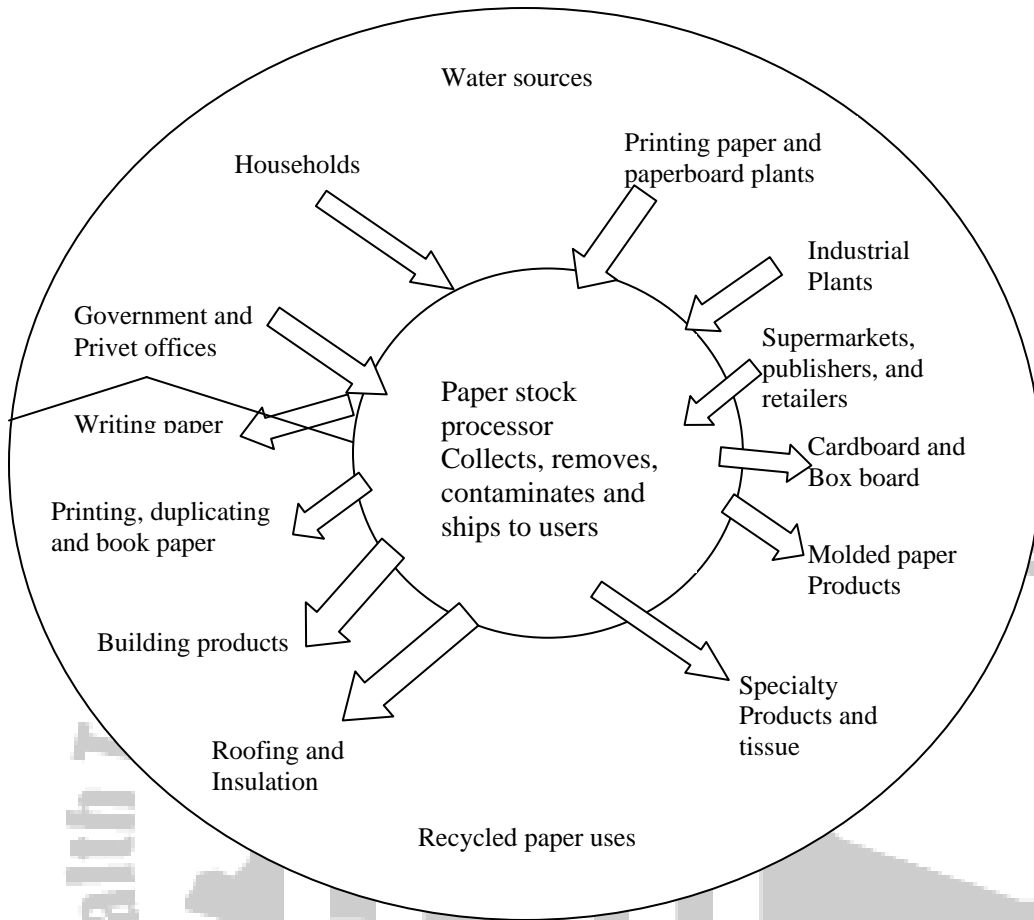 Water sources
Households
Printing paper and
paperboard plants
Industrial
Plants
Government and
Privet offices
Supermarkets,
publishers, and
retailers
Paper stock
processor
Collects, removes,
contaminates and
ships to users
Writing paper
Cardboard and
Box board
Printing, duplicating
and book paper
Molded paper
Products
Building products
Specialty
Products and
tissue
Roofing and
Insulation
Recycled paper uses
alth